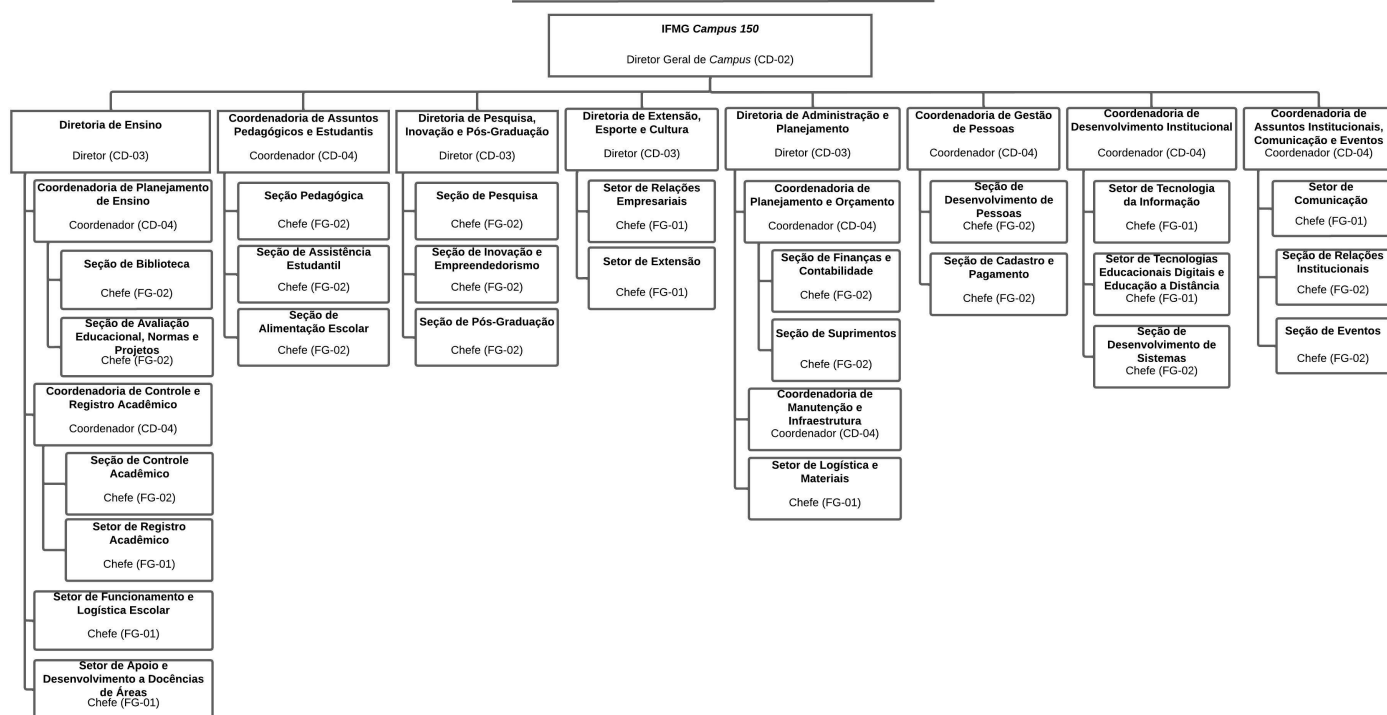 IFMG Campus 150
Diretor Geral de Campus (CD-02)
Diretoria de Ensino
Diretor (CD-03)
Coordenadoria de Planejamento
de Ensino
Coordenador (CD-04)
Seção de Biblioteca
Chefe (FG-02)
Seção de Avaliação
Educacional, Normas e
Projetos
Chefe (FG-02)
Coordenadoria de Controle e
Registro Acadêmico
Coordenador (CD-04)
Seção de Controle
Acadêmico
Chefe (FG-02)
Setor de Registro
Acadêmico
Chefe (FG-01)
Setor de Funcionamento e
Logística Escolar
Chefe (FG-01)
Setor de Apoio e
Desenvolvimento a Docências
de Áreas
Chefe (FG-01)
Coordenadoria de Assuntos
Pedagógicos e Estudantis
Coordenador (CD-04)
Seção Pedagógica
Chefe (FG-02)
Seção de Assistência
Estudantil
Chefe (FG-02)
Seção de
Alimentação Escolar
Chefe (FG-02)
Diretoria de Pesquisa,
Inovação e Pós-Graduação
Diretor (CD-03)
Seção de Pesquisa
Chefe (FG-02)
Seção de Inovação e
Empreendedorismo
Chefe (FG-02)
Seção de Pós-Graduação
Chefe (FG-02)
Diretoria de Extensão,
Esporte e Cultura
Diretor (CD-03)
Setor de Relações
Empresariais
Chefe (FG-01)
Setor de Extensão
Chefe (FG-01)
Diretoria de Administração e
Planejamento
Diretor (CD-03)
Coordenadoria de
Planejamento e Orçamento
Coordenador (CD-04)
Seção de Finanças e
Contabilidade
Chefe (FG-02)
Seção de Suprimentos
Chefe (FG-02)
Coordenadoria de
Manutenção e
Infraestrutura
Coordenador (CD-04)
Setor de Logística e
Materiais
Chefe (FG-01)
Coordenadoria de Gestão
de Pessoas
Coordenador (CD-04)
Seção de
Desenvolvimento de
Pessoas
Chefe (FG-02)
Seção de Cadastro e
Pagamento
Chefe (FG-02)
Coordenadoria de
Desenvolvimento Institucional
Coordenador (CD-04)
Setor de Tecnologia
da Informação
Chefe (FG-01)
Setor de Tecnologias
Educacionais Digitais e
Educação a Distância
Chefe (FG-01)
Seção de
Desenvolvimento de
Sistemas
Chefe (FG-02)
Coordenadoria de
Assuntos Institucionais,
Comunicação e Eventos
Coordenador (CD-04)
Setor de
Comunicação
Chefe (FG-01)
Seção de Relações
Institucionais
Chefe (FG-02)
Seção de Eventos
Chefe (FG-02)